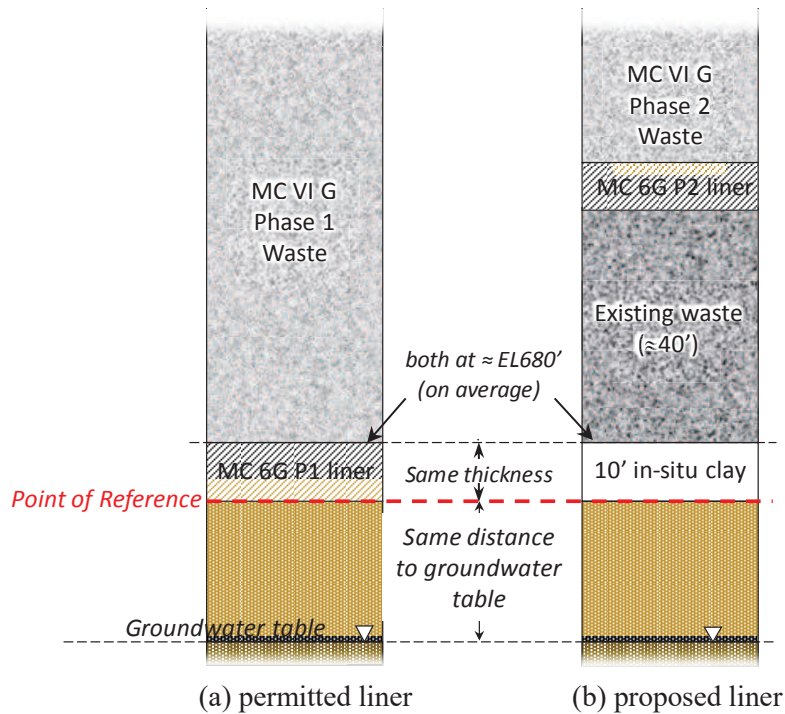 MC VI G
Phase 1
Waste
MC VI G
Phase 2
Waste
MC 6G P2 liner
Existing waste
(≈40’)
both at ≈ EL680’
(on average)
MC 6G P1 liner
Same thickness
10’ in-situ clay
Point of Reference
Same distance
to groundwater
table
Groundwater table
(a) permitted liner
(b) proposed liner